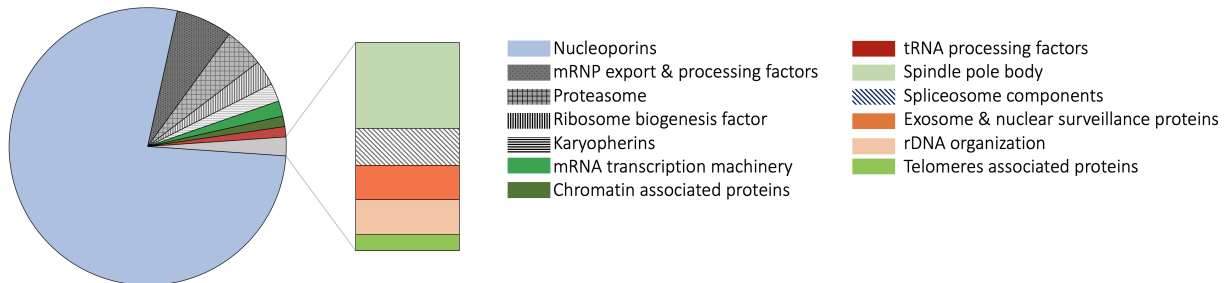 Nucleoporins
mRNP export & processing factors
Proteasome
Ribosome biogenesis factor
Karyopherins
mRNA transcription machinery
Chromatin associated proteins
tRNA processing factors
Spindle pole body
Spliceosome components
Exosome & nuclear surveillance proteins
rDNA organization
Telomeres associated proteins